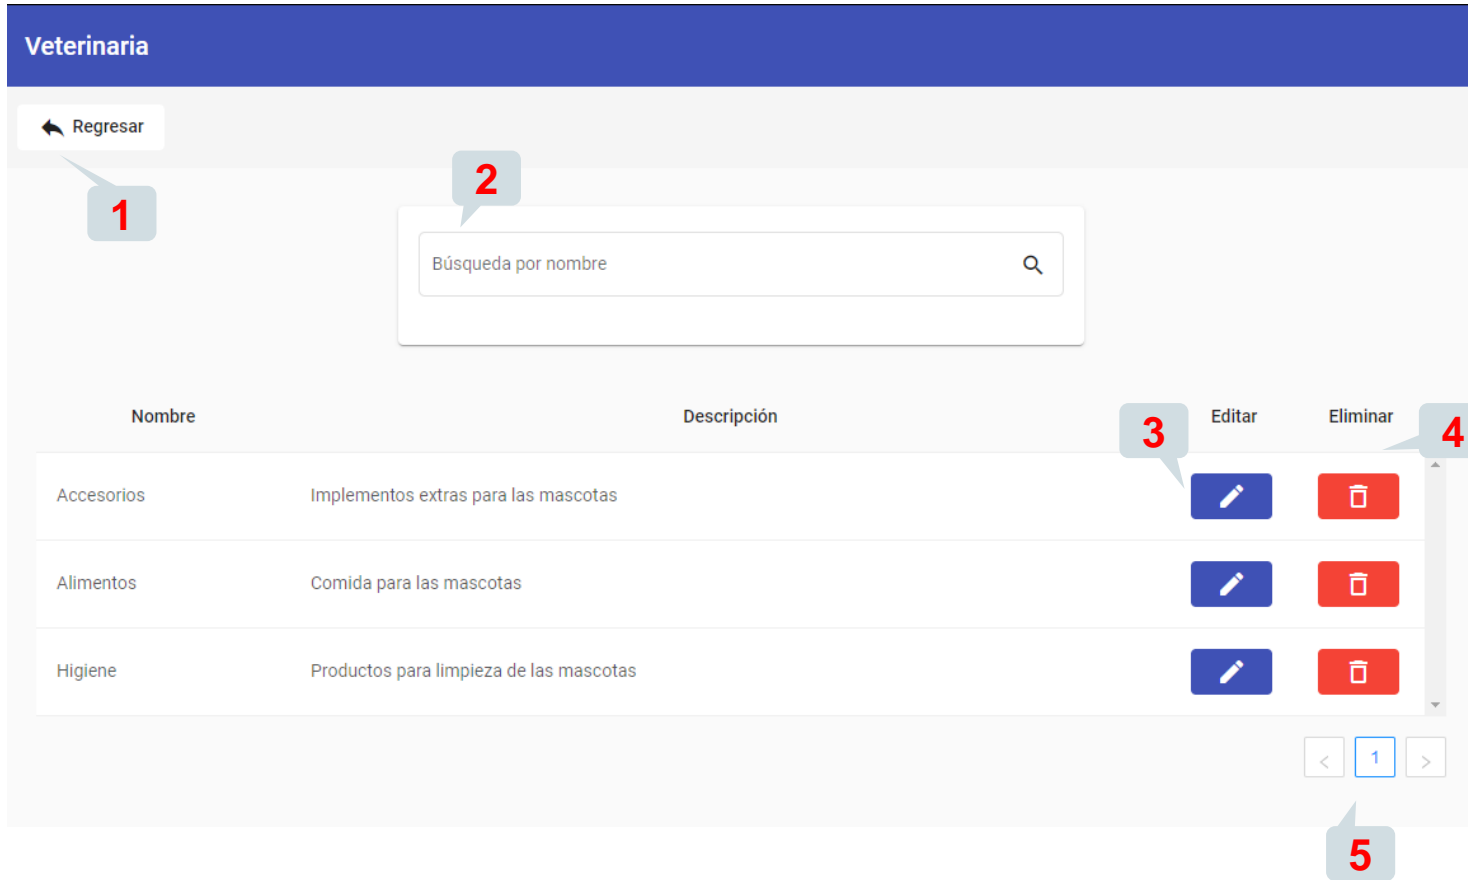 Veterinaria
Regresar
1
2
Búsqueda por nombre
Nombre Descripción Editar Eliminar
3
4
Accesorios Implementos extras para las mascotas
Alimentos Comida para las mascotas
Higiene Productos para limpieza de las mascotas
< 1 >
5